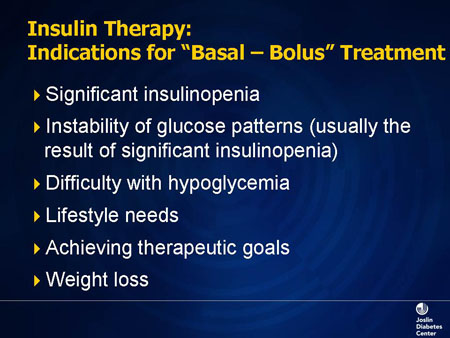 Insulin Therapy:
Indications for “Basal – Bolus” Treatment
Significant insulinopenia
Instability of glucose patterns (usually the
result of significant insulinopenia)
Difficulty with hypoglycemia
Lifestyle needs
Achieving therapeutic goals
Weight loss
Joslin
Diabetes
Center